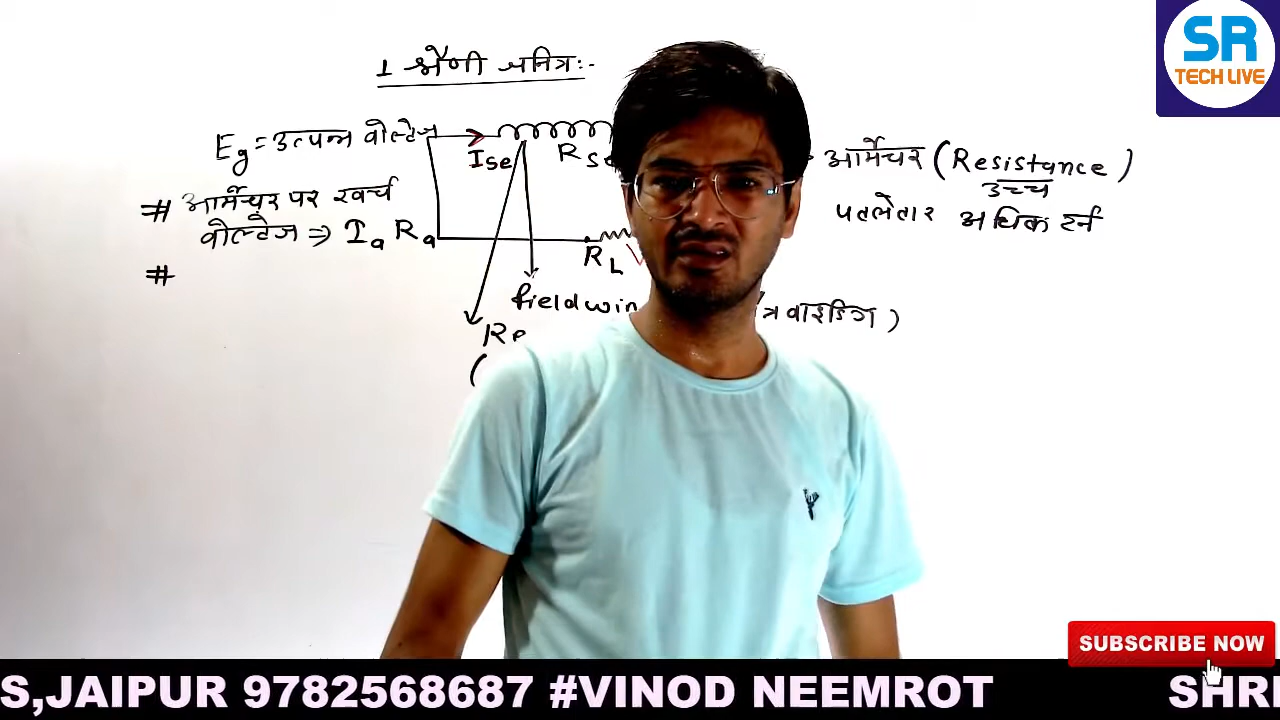 1 श्रेणी जनित्र:-
Eg = उत्पन्न वोल्टेज
Ise
Rse
# आर्मेचर पर खर्च
वोल्टेज ⇒ Ia Ra
#
RL
field win
त्र वाइडिंग )
(
आर्मेचर (Resistance)
उच्च
पतलेतार अधिक टर्न
SR
TECH LIVE
SUBSCRIBE NOW
S,JAIPUR 9782568687 #VINOD NEEMROT SHRI